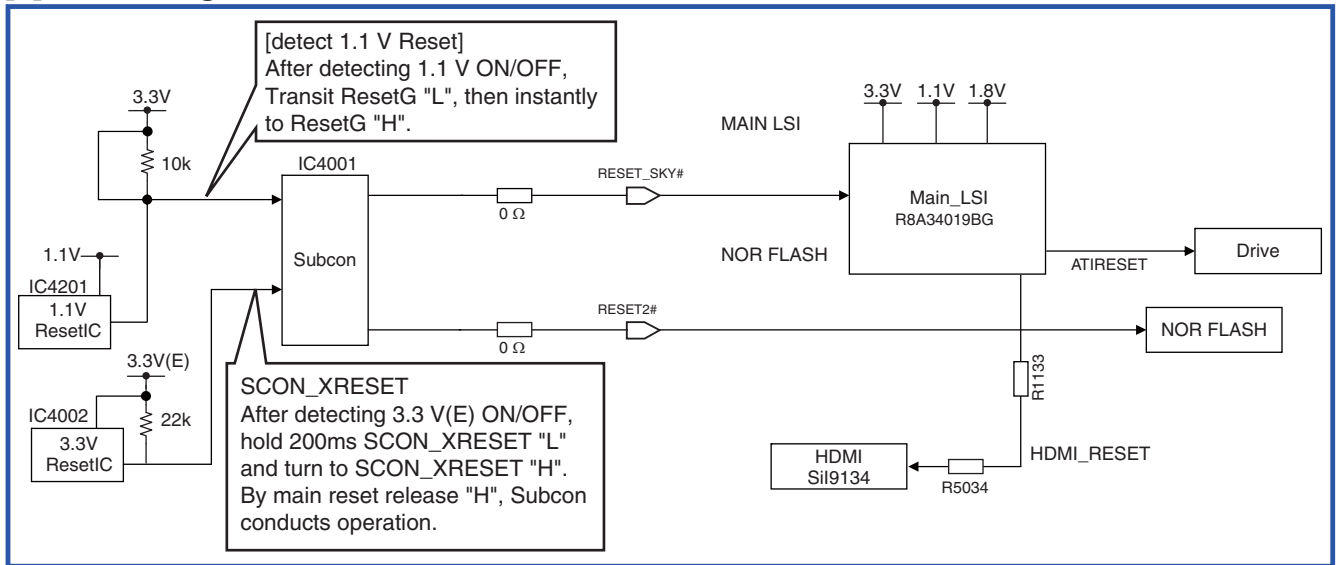 [detect 1.1 V Reset]
After detecting 1.1 V ON/OFF,
Transit ResetG "L", then instantly
to ResetG "H".
3.3V
10k
IC4001
Subcon
1.1V
IC4201
1.1V
ResetIC
3.3V(E)
22k
IC4002
3.3V
ResetIC
SCON_XRESET
After detecting 3.3 V(E) ON/OFF,
hold 200ms SCON_XRESET "L"
and turn to SCON_XRESET "H".
By main reset release "H", Subcon
conducts operation.
0 Ω
RESET_SKY#
0 Ω
RESET2#
MAIN LSI
3.3V 1.1V 1.8V
Main_LSI
R8A34019BG
NOR FLASH
ATIRESET
Drive
NOR FLASH
R1133
HDMI_RESET
R5034
HDMI
SiI9134